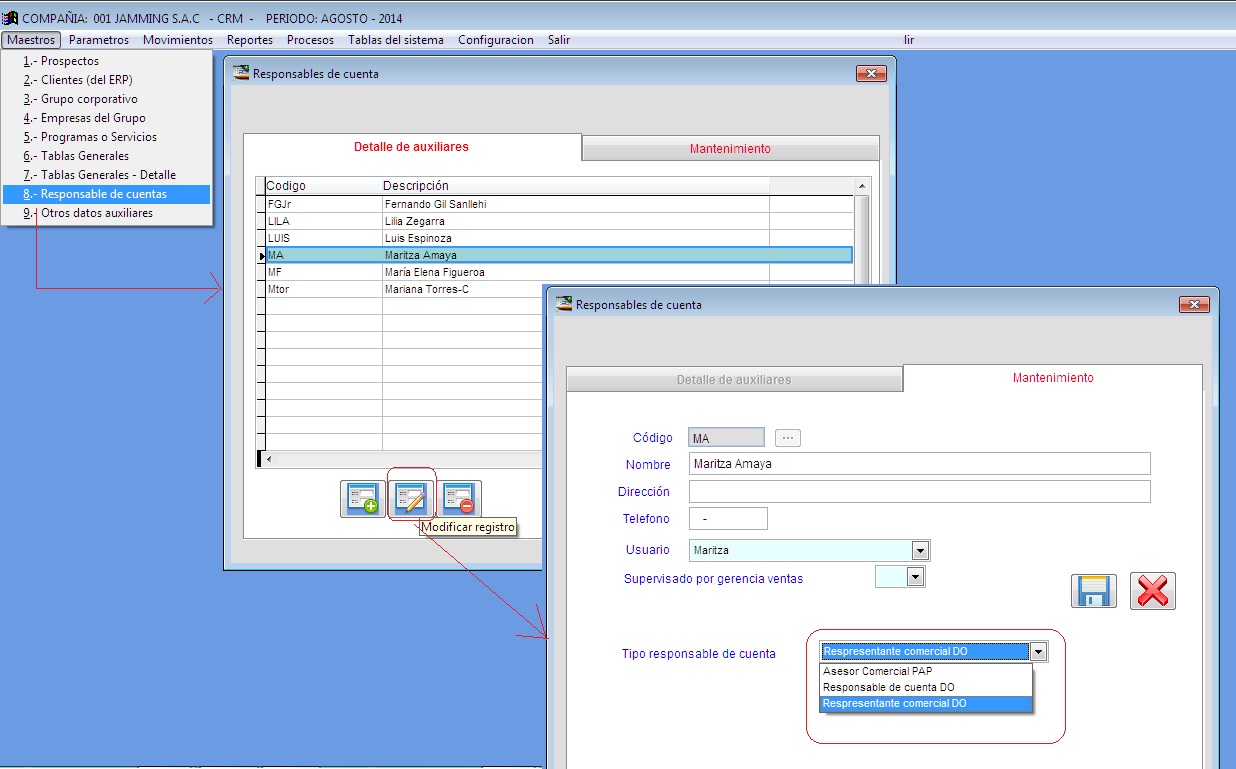 COMPAÑIA: 001 JAMMING S.A.C - CRM - PERIODO: AGOSTO - 2014
Maestros Parametros Movimientos Reportes Procesos Tablas del sistema Configuracion Salir lir
1.- Prospectos
2.- Clientes (del ERP)
3.- Grupo corporativo
4.- Empresas del Grupo
5.- Programas o Servicios
6.- Tablas Generales
7.- Tablas Generales - Detalle
8.- Responsable de cuentas
9.- Otros datos auxiliares
Responsables de cuenta
Detalle de auxiliares Mantenimiento
Codigo Descripción
FGJr Fernando Gil Sanllehi
LILA Lilia Zegarra
LUIS Luis Espinoza
MA Maritza Amaya
MF María Elena Figueroa
Mtor Mariana Torres-C
Modificar registro
Responsables de cuenta
Detalle de auxiliares Mantenimiento
Código MA ...
Nombre Maritza Amaya
Dirección
Telefono -
Usuario Maritza
Supervisado por gerencia ventas
Tipo responsable de cuenta Respresentante comercial DO
Asesor Comercial PAP
Responsable de cuenta DO
Respresentante comercial DO